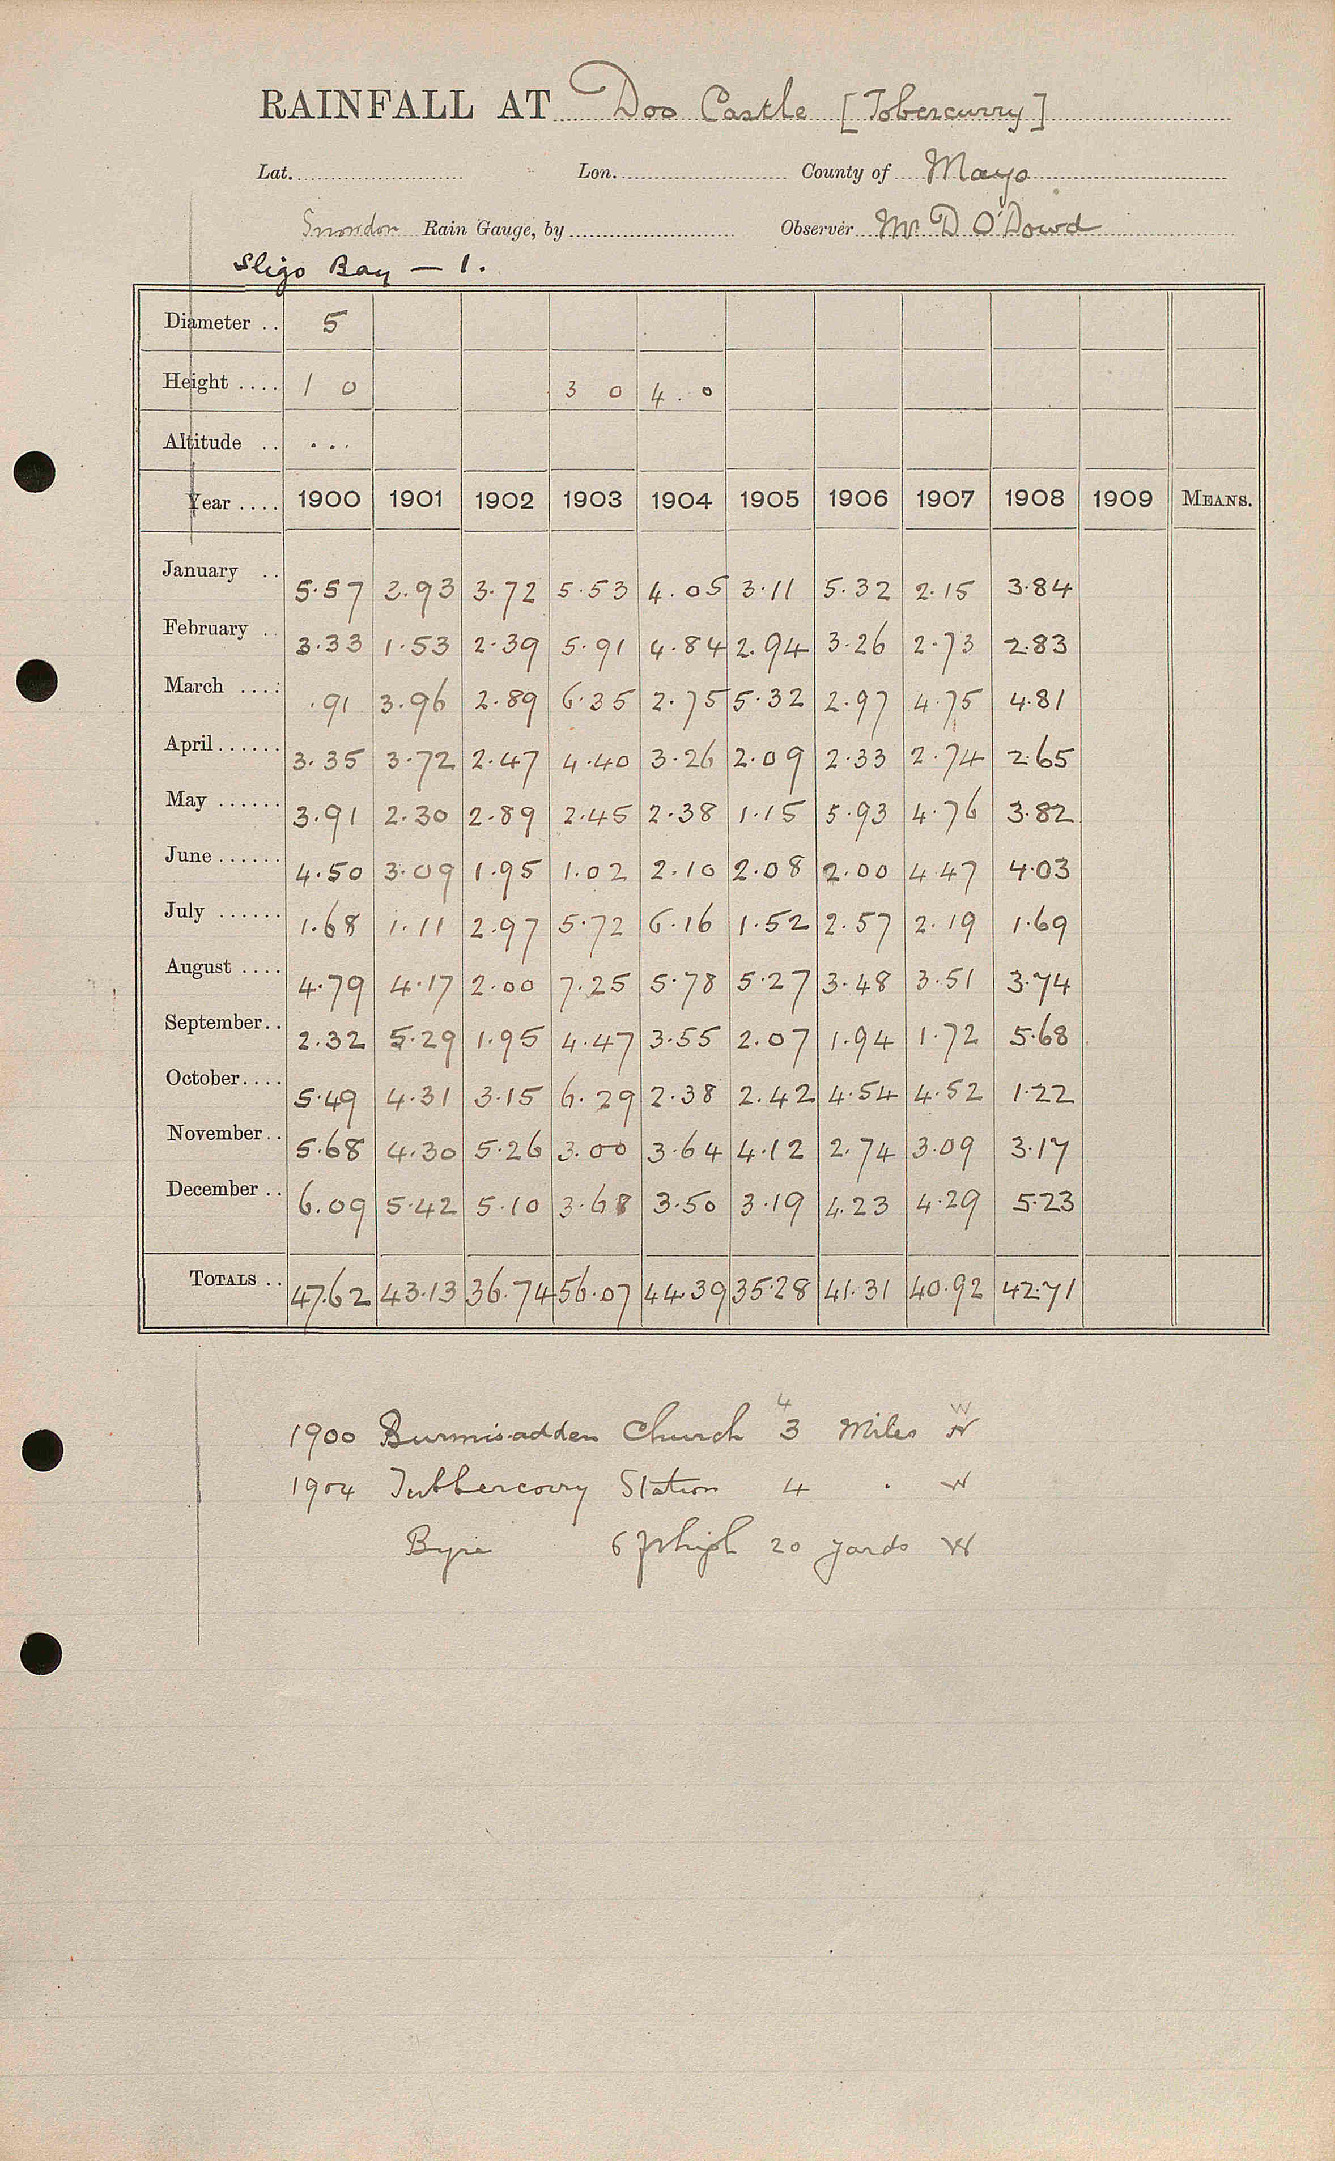 RAINFALL AT Doo Castle [Tobercurry]
Lat. Lon. County of Mayo
Snowdon Rain Gauge, by Observer Mr D O'Dowd
Sligo Bay — 1.
Diameter .. 5
Height .... 1 0 3 0 4 . 0
Altitude .. ...
Year .... 1900 1901 1902 1903 1904 1905 1906 1907 1908 1909 MEANS.
January .. 5.57 3.93 3.72 5.53 4.05 3.11 5.32 2.15 3.84
February .. 3.33 1.53 2.39 5.91 4.84 2.94 3.26 2.73 2.83
March .... .91 3.96 2.89 6.35 2.75 5.32 2.97 4.75 4.81
April...... 3.35 3.72 2.47 4.40 3.26 2.09 2.33 2.74 2.65
May ...... 3.91 2.30 2.89 2.45 2.38 1.15 5.93 4.76 3.82
June...... 4.50 3.09 1.95 1.02 2.10 2.08 2.00 4.47 4.03
July ...... 1.68 1.11 2.97 5.72 6.16 1.52 2.57 2.19 1.69
August .... 4.79 4.17 2.00 7.25 5.78 5.27 3.48 3.51 3.74
September.. 2.32 5.29 1.95 4.47 3.55 2.07 1.94 1.72 5.68
October.... 5.49 4.31 3.15 6.29 2.38 2.42 4.54 4.52 1.22
November.. 5.68 4.30 5.26 3.00 3.64 4.12 2.74 3.09 3.17
December .. 6.09 5.42 5.10 3.68 3.50 3.19 4.23 4.29 5.23
TOTALS .. 47.62 43.13 36.74 56.07 44.39 35.28 41.31 40.92 42.71
4 W
1900 Bunnisadden Church 3 Miles
1904 Tubbercurry Station 4 . W
Byre 6 ft high 20 yards W